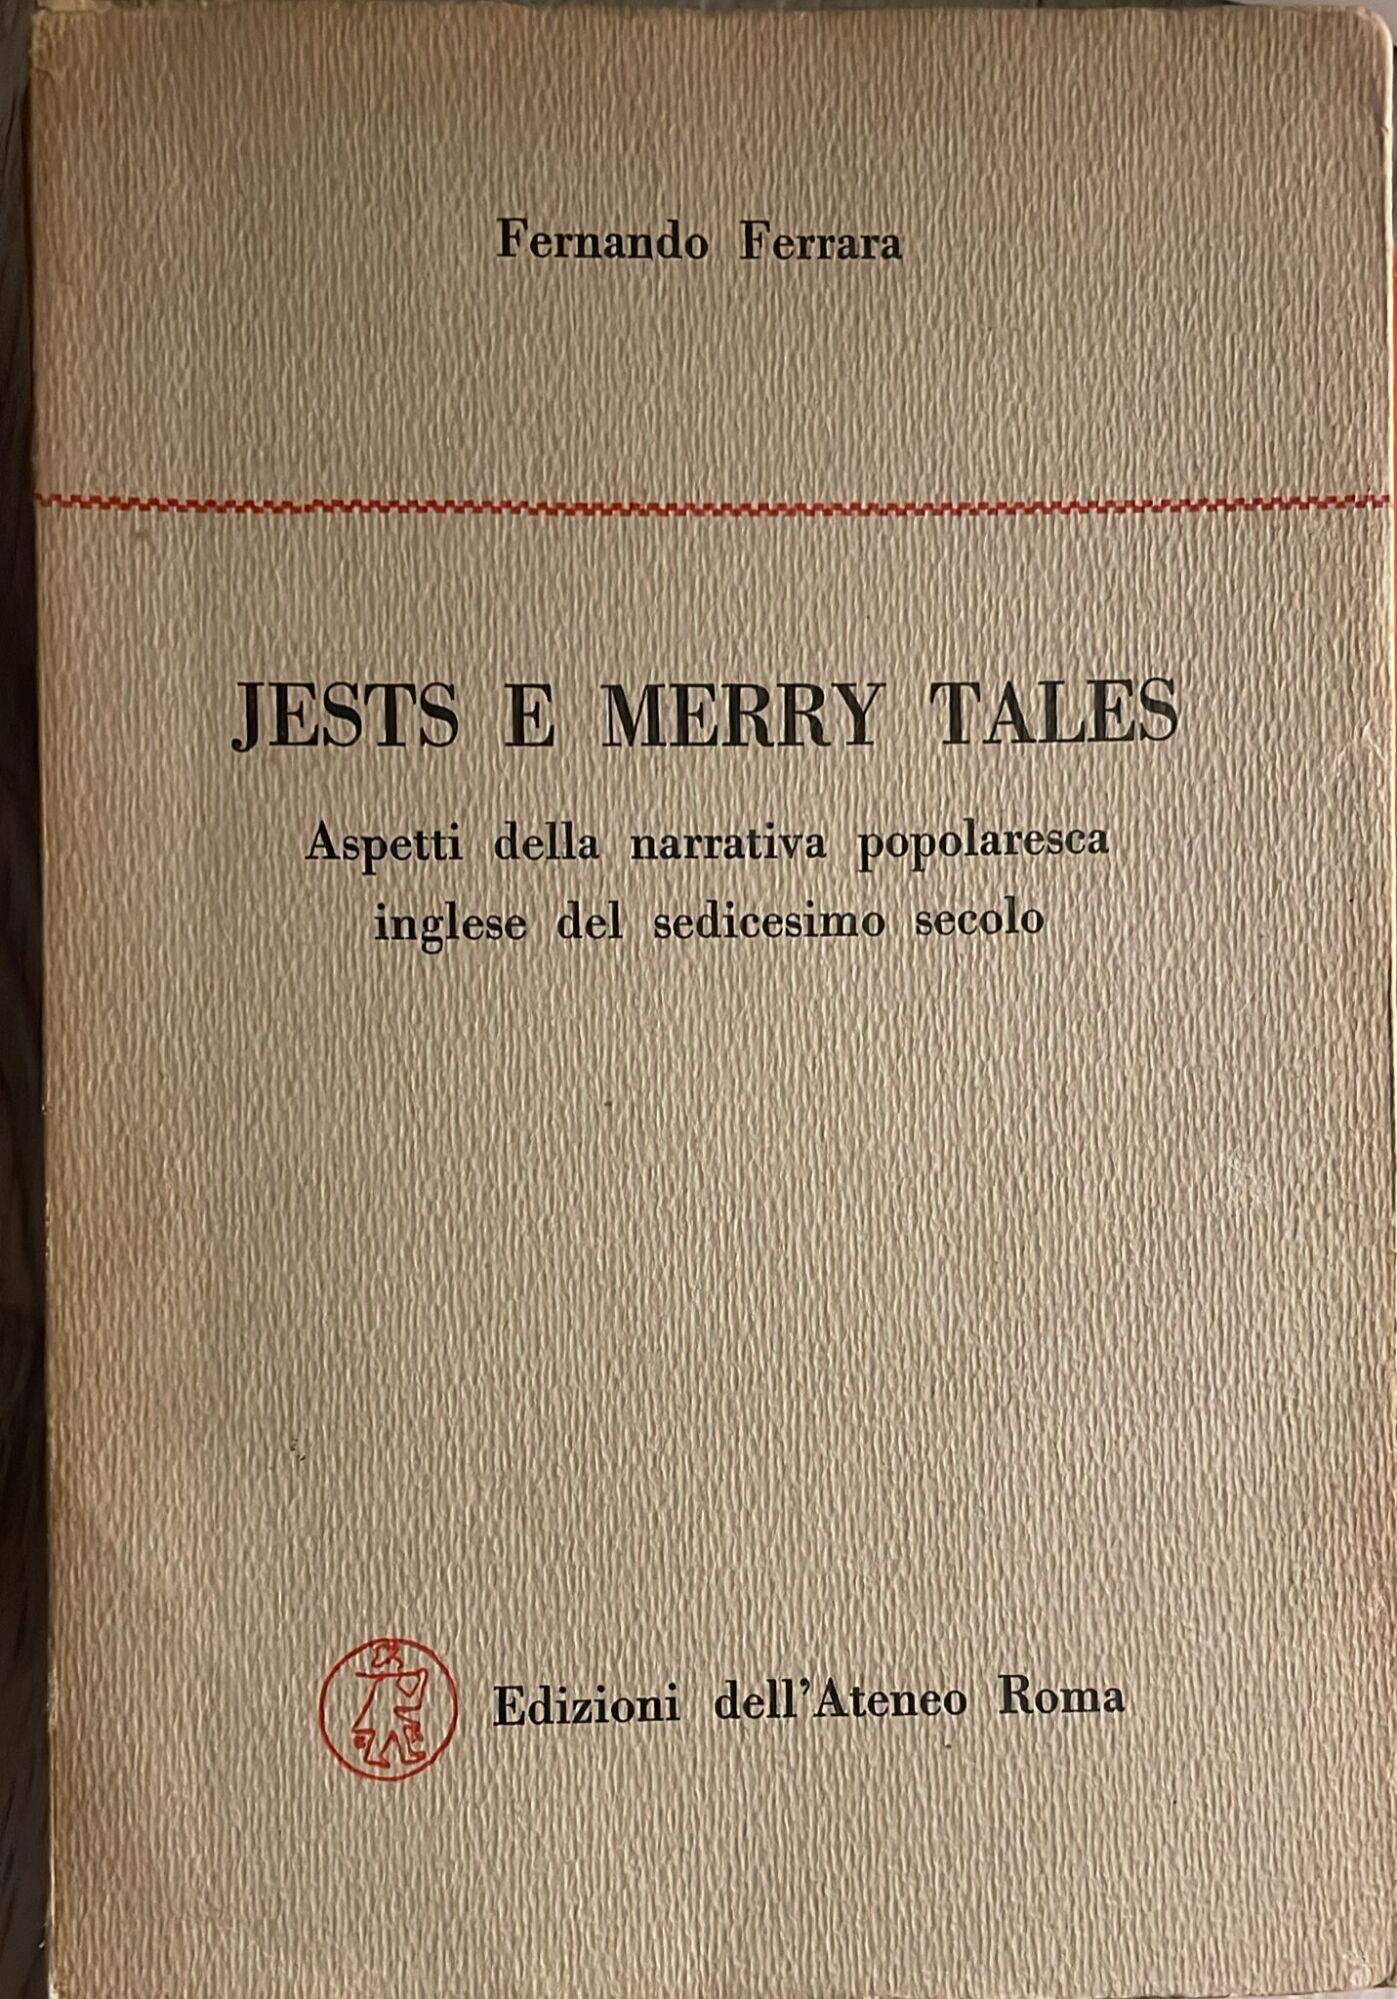 Fernando Ferrara
JESTS E MERRY TALES
Aspetti della narrativa popolaresca
inglese del sedicesimo secolo
Edizioni dell'Ateneo Roma